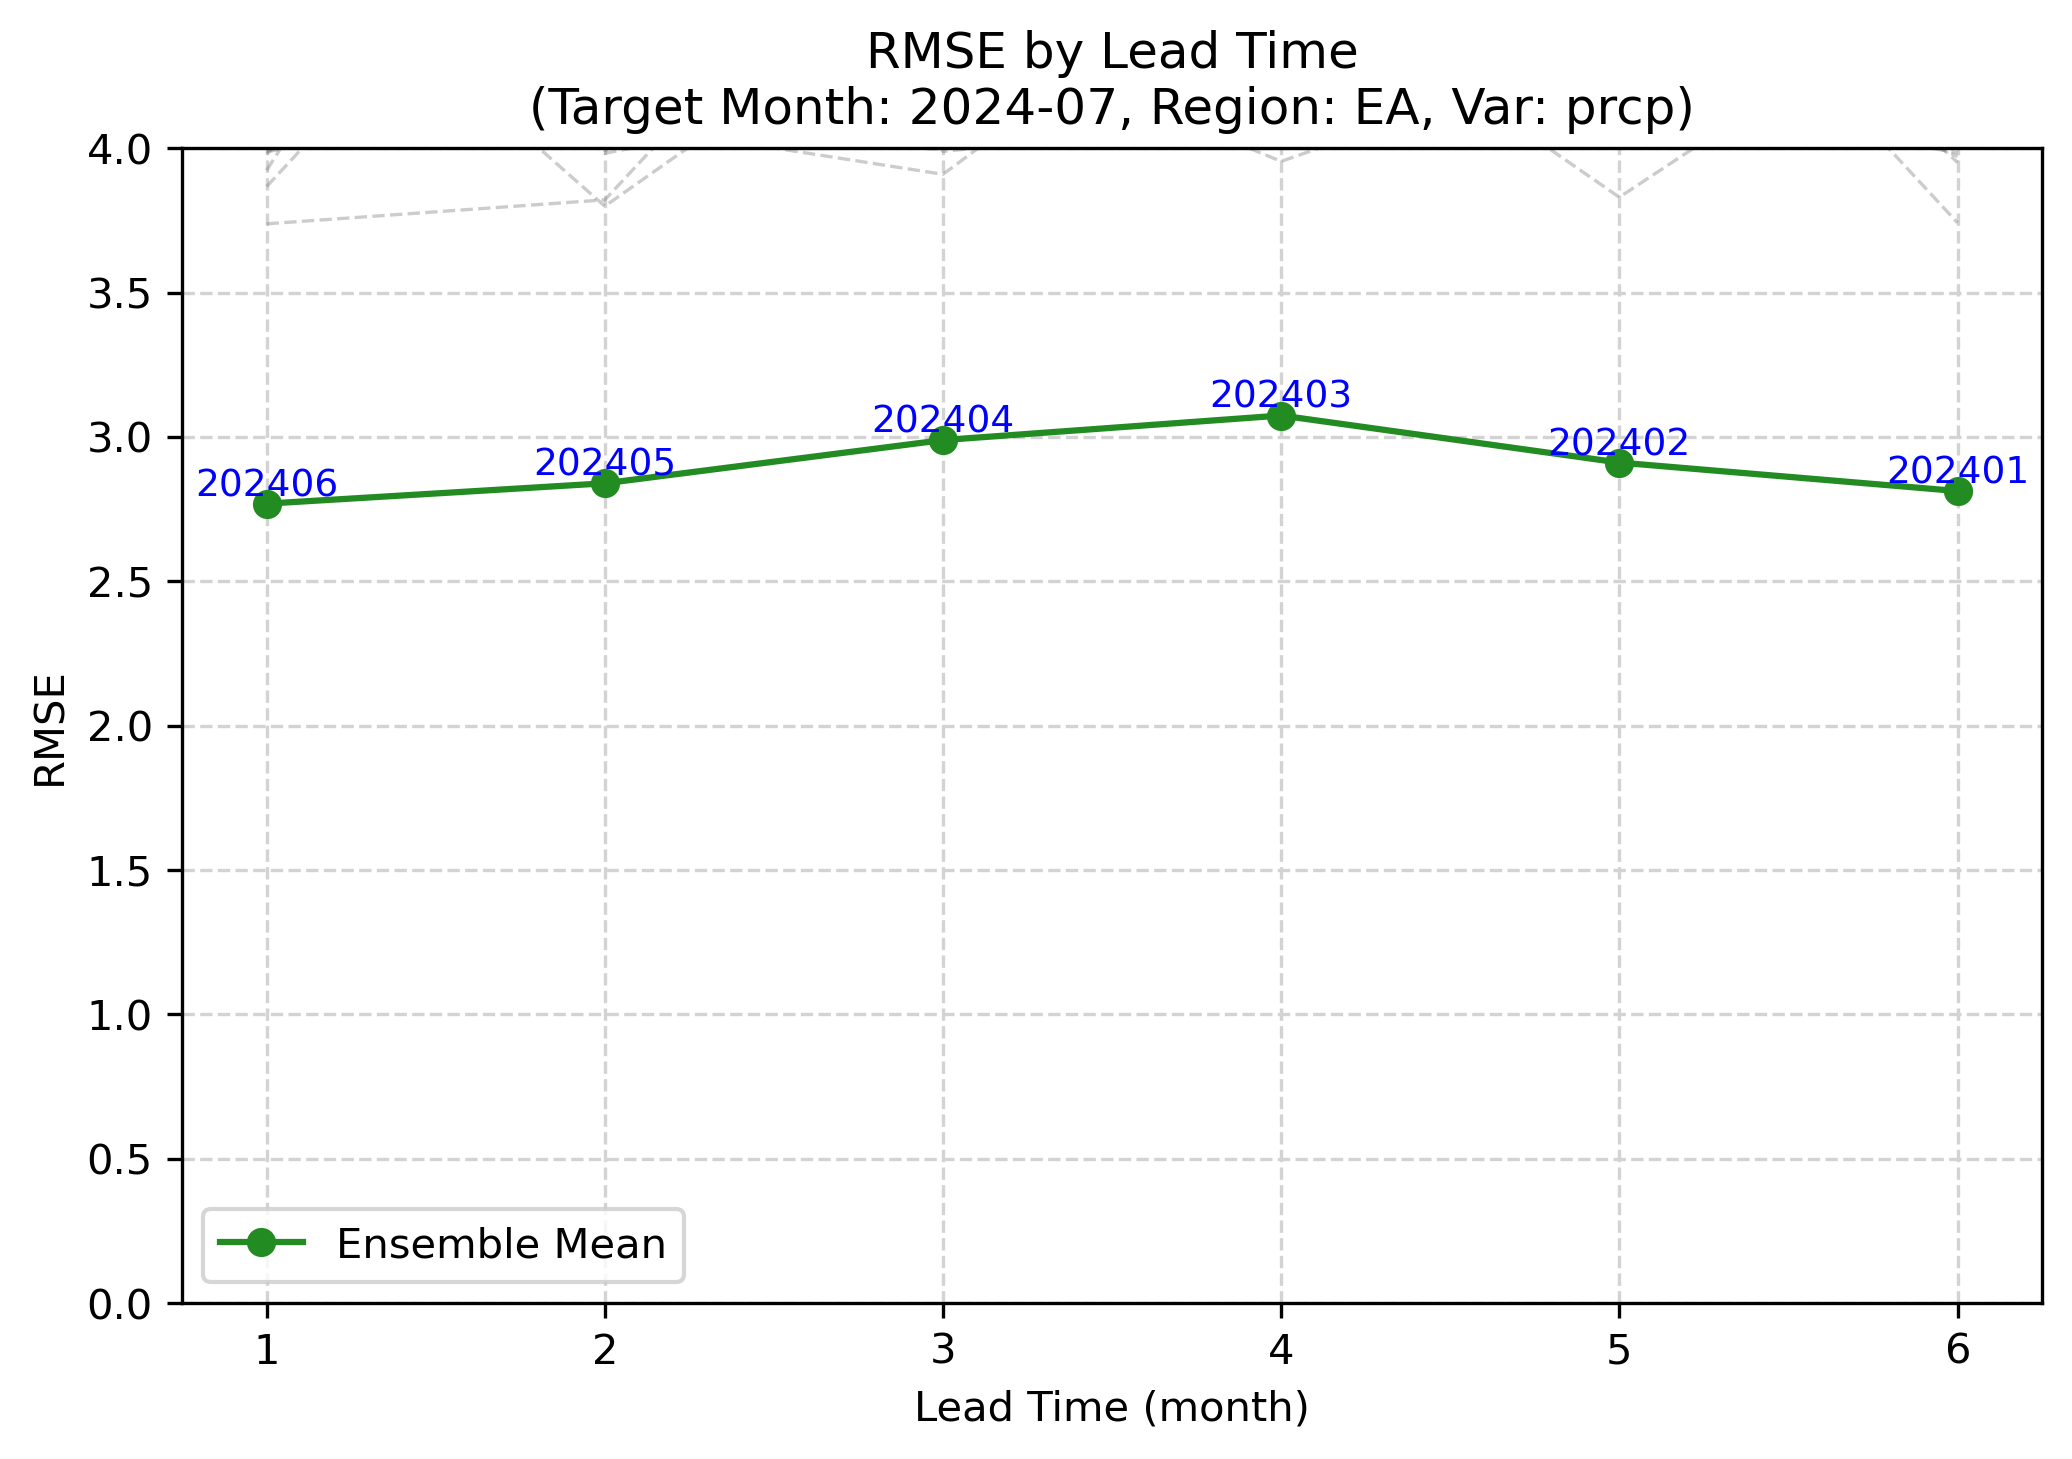 RMSE by Lead Time
(Target Month: 2024-07, Region: EA, Var: prcp)
4.0
3.5
3.0
2.5
2.0
1.5
1.0
0.5
0.0
RMSE
202406
202405
202404
202403
202402
202401
Ensemble Mean
1 2 3 4 5 6
Lead Time (month)